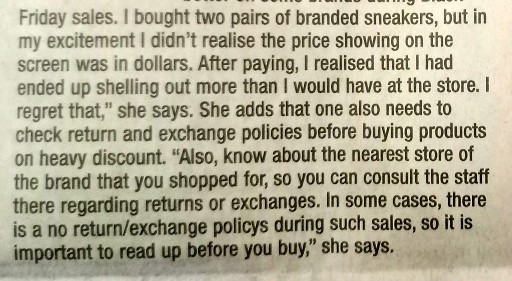 Friday sales. I bought two pairs of branded sneakers, but in
my excitement I didn't realise the price showing on the
screen was in dollars. After paying, I realised that I had
ended up shelling out more than I would have at the store. I
regret that,” she says. She adds that one also needs to
check return and exchange policies before buying products
on heavy discount. “Also, know about the nearest store of
the brand that you shopped for, so you can consult the staff
there regarding returns or exchanges. In some cases, there
is a no return/exchange policys during such sales, so it is
important to read up before you buy,” she says.